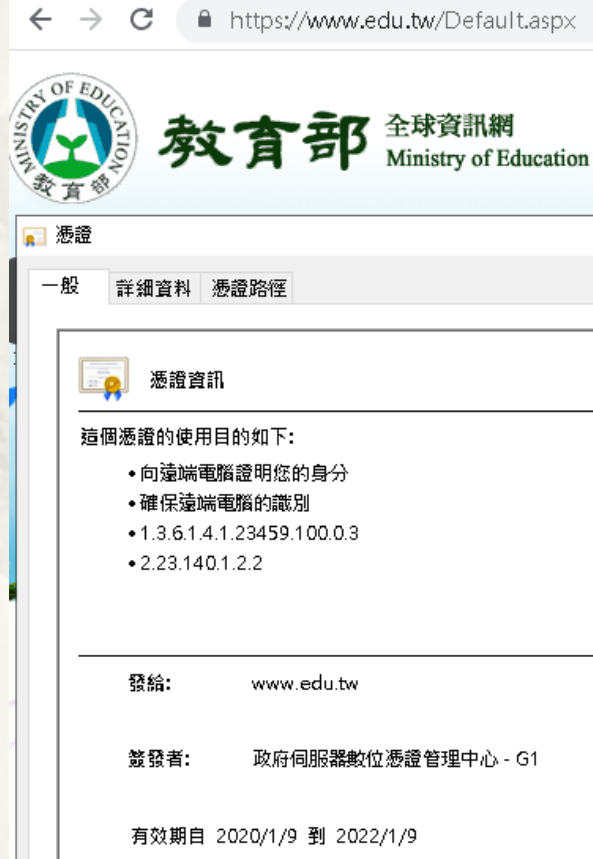 https://www.edu.tw/Default.aspx
MINISTRY OF EDUCATION
教育部
教育部
全球資訊網
Ministry of Education
憑證
一般
詳細資料
憑證路徑
憑證資訊
這個憑證的使用目的如下:
•向遠端電腦證明您的身分
•確保遠端電腦的識別
•1.3.6.1.4.1.23459.100.0.3
•2.23.140.1.2.2
發給: www.edu.tw
簽發者: 政府伺服器數位憑證管理中心 - G1
有效期自 2020/1/9 到 2022/1/9